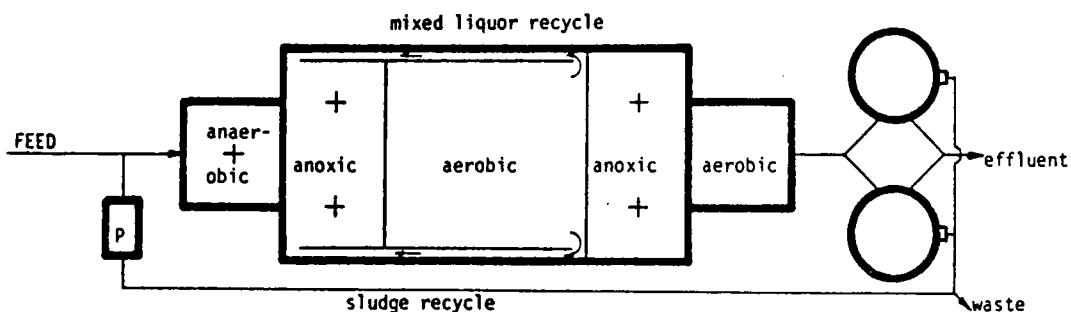 mixed liquor recycle
FEED
anaer-
obic
anoxic
aerobic
anoxic
aerobic
effluent
P
sludge recycle
waste